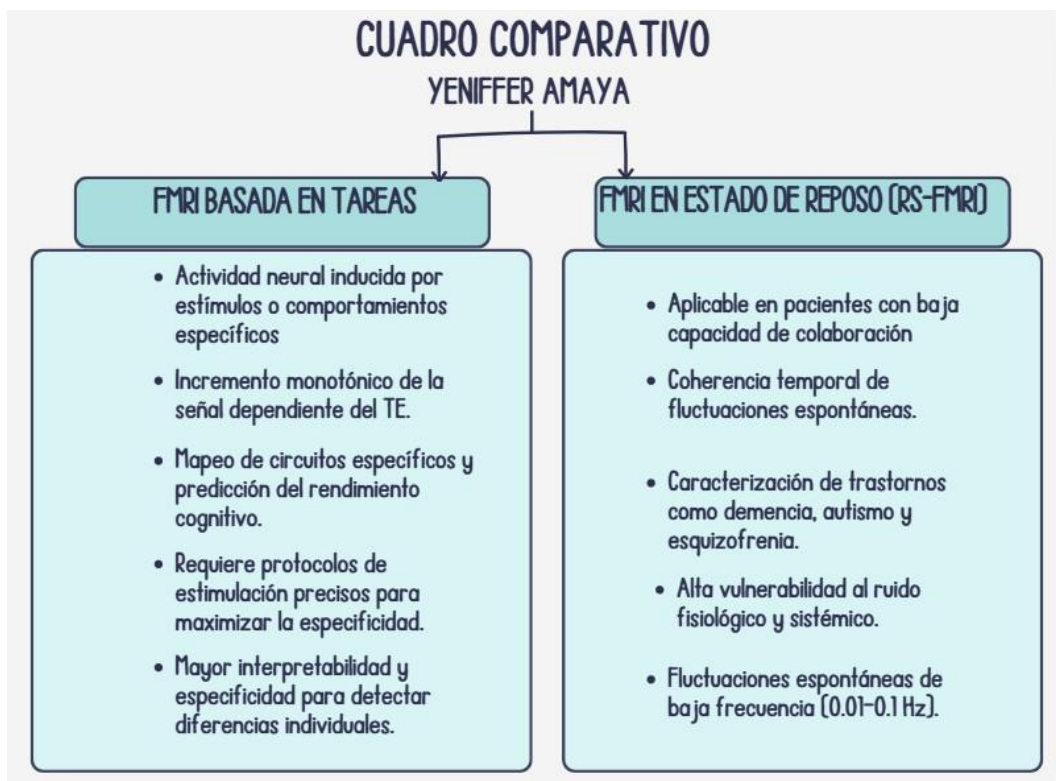 CUADRO COMPARATIVO
YENIFFER AMAYA
FMRI BASADA EN TAREAS
• Actividad neural inducida por
estímulos o comportamientos
específicos
• Incremento monotónico de la
señal dependiente del TE.
• Mapeo de circuitos específicos y
predicción del rendimiento
cognitivo.
• Requiere protocolos de
estimulación precisos para
maximizar la especificidad.
• Mayor interpretabilidad y
especificidad para detectar
diferencias individuales.
FMRI EN ESTADO DE REPOSO (RS-FMRI)
• Aplicable en pacientes con baja
capacidad de colaboración
• Coherencia temporal de
fluctuaciones espontáneas.
• Caracterización de trastornos
como demencia, autismo y
esquizofrenia.
• Alta vulnerabilidad al ruido
fisiológico y sistémico.
• Fluctuaciones espontáneas de
baja frecuencia (0.01-0.1 Hz).